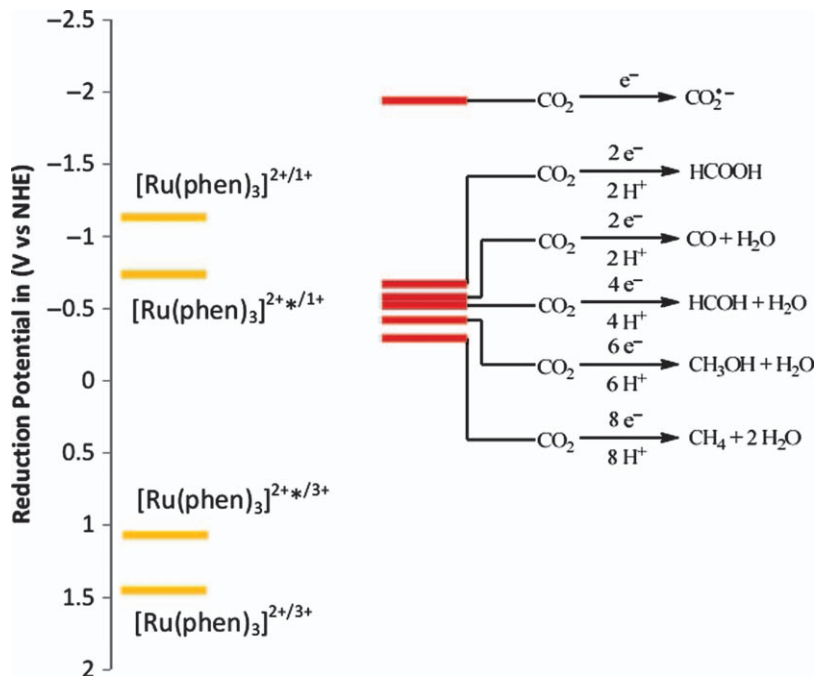 Reduction Potential in (V vs NHE)
−2.5
−2
−1.5
−1
−0.5
0
0.5
1
1.5
2
[Ru(phen)₃]²⁺/¹⁺
[Ru(phen)₃]²⁺*/¹⁺
[Ru(phen)₃]²⁺*/³⁺
[Ru(phen)₃]²⁺/³⁺
CO₂ e⁻ CO₂•⁻
CO₂ 2 e⁻ 2 H⁺ HCOOH
CO₂ 2 e⁻ 2 H⁺ CO + H₂O
CO₂ 4 e⁻ 4 H⁺ HCOH + H₂O
CO₂ 6 e⁻ 6 H⁺ CH₃OH + H₂O
CO₂ 8 e⁻ 8 H⁺ CH₄ + 2 H₂O